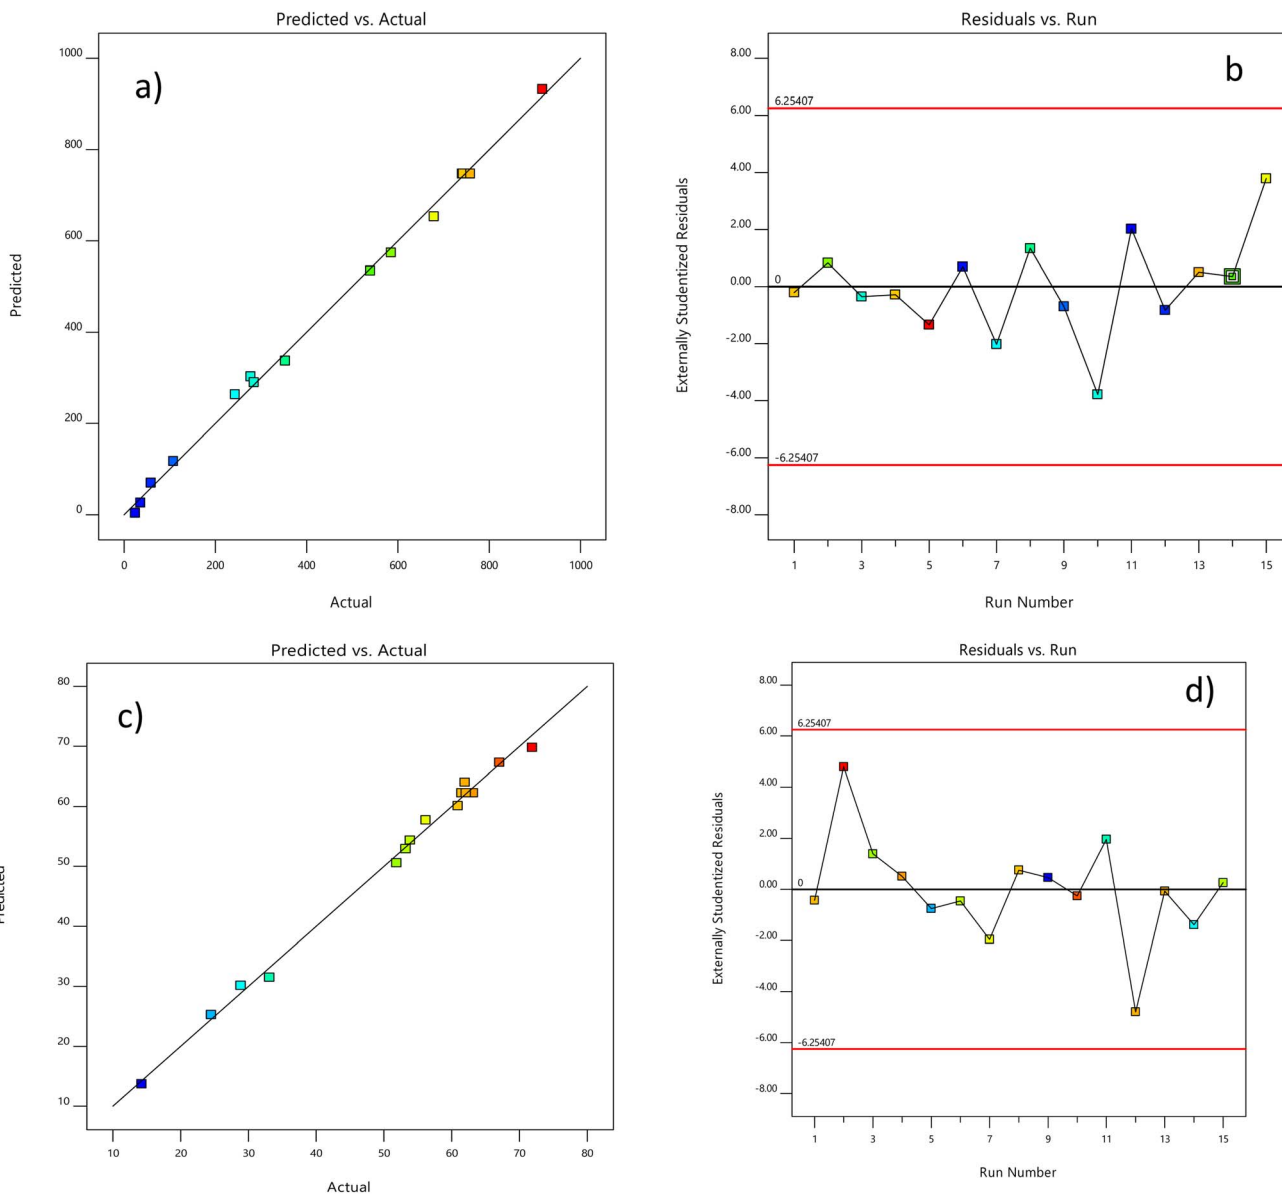 Predicted vs. Actual
a)
1000
800
600
400
200
0
Predicted
0 200 400 600 800 1000
Actual
Residuals vs. Run
b
8.00
6.25407
6.00
4.00
2.00
0.00
0
-2.00
-4.00
-6.00
-6.25407
-8.00
Externally Studentized Residuals
1 3 5 7 9 11 13 15
Run Number
Predicted vs. Actual
c)
80
70
60
50
40
30
20
10
Predicted
10 20 30 40 50 60 70 80
Actual
Residuals vs. Run
d)
8.00
6.25407
6.00
4.00
2.00
0.00
0
-2.00
-4.00
-6.00
-6.25407
-8.00
Externally Studentized Residuals
1 3 5 7 9 11 13 15
Run Number